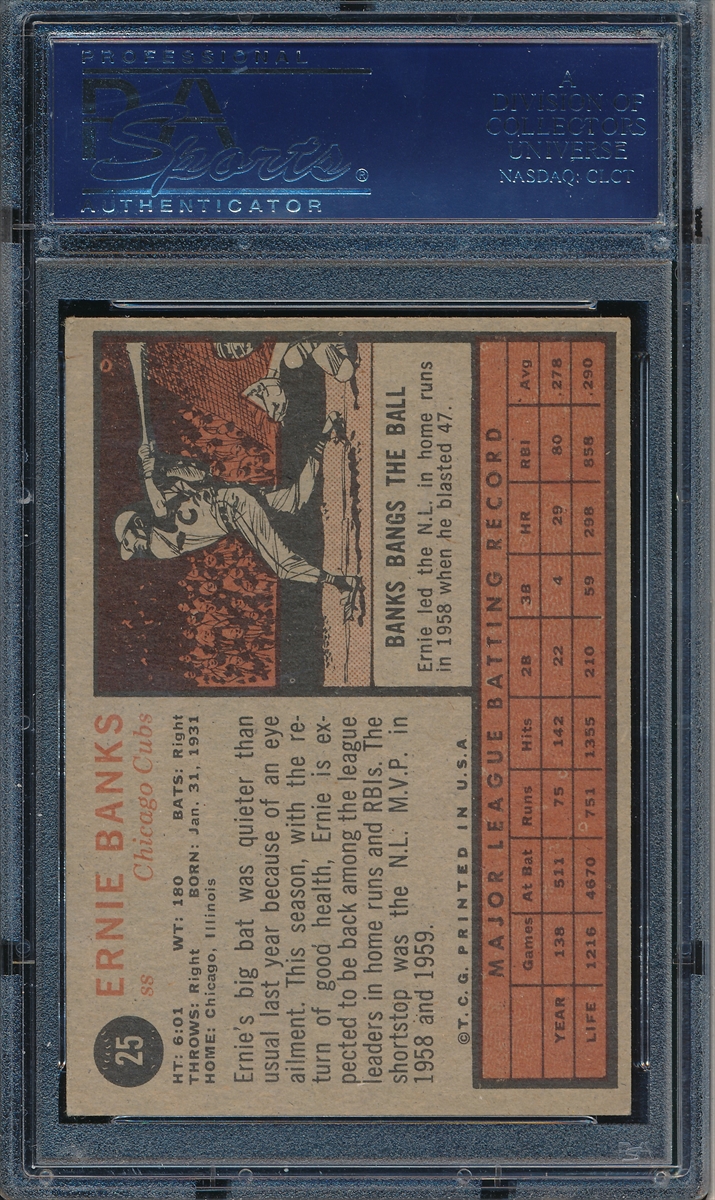 PROFESSIONAL
PSA
Sports®
AUTHENTICATOR
A
DIVISION OF
COLLECTORS
UNIVERSE
NASDAQ: CLCT
25
ERNIE BANKS
ss Chicago Cubs
HT: 6:01 WT: 180 BATS: Right
THROWS: Right BORN: Jan. 31, 1931
HOME: Chicago, Illinois
Ernie's big bat was quieter than
usual last year because of an eye
ailment. This season, with the re-
turn of good health, Ernie is ex-
pected to be back among the league
leaders in home runs and RBIs. The
shortstop was the N.L. M.V.P. in
1958 and 1959.
©T. C. G. PRINTED IN U.S.A.
C
BANKS BANGS THE BALL
Ernie led the N.L. in home runs
in 1958 when he blasted 47.
MAJOR LEAGUE BATTING RECORD
Games At Bat Runs Hits 2B 3B HR RBI Avg.
YEAR 138 511 75 142 22 4 29 80 .278
LIFE 1216 4670 751 1355 210 59 298 858 .290